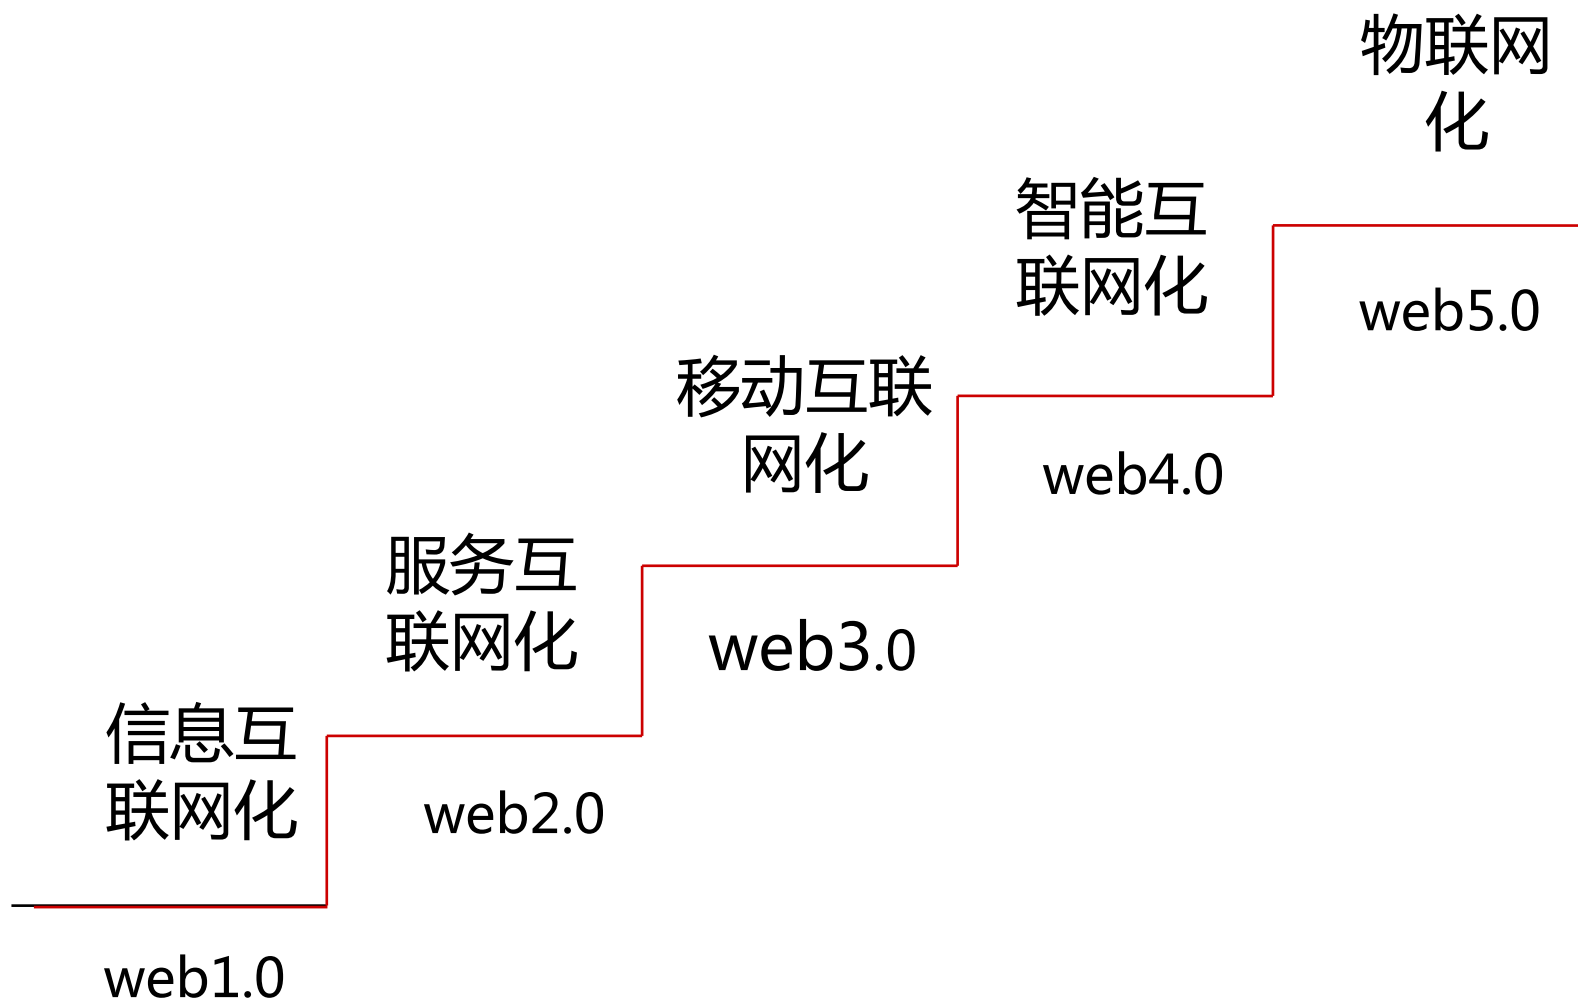 物联网
化
智能互
联网化
web5.0
移动互联
网化
web4.0
服务互
联网化
web3.0
信息互
联网化
web2.0
web1.0